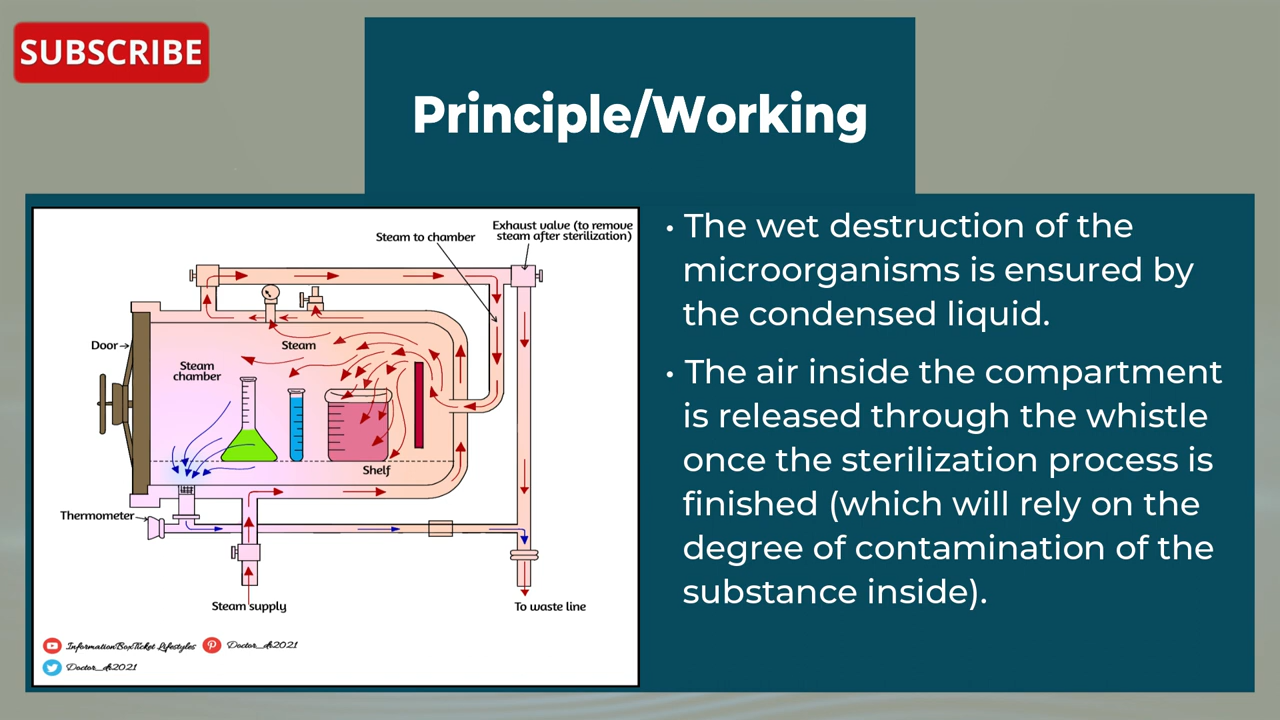 SUBSCRIBE
Principle/Working
Exhaust valve (to remove
steam after sterilization)
Steam to chamber
Door
Steam
Steam
chamber
Shelf
Thermometer
Steam supply
To waste line
InformationBoxTicket Lifestyles
Doctor_dr2021
Doctor_dr2021
• The wet destruction of the
microorganisms is ensured by
the condensed liquid.
• The air inside the compartment
is released through the whistle
once the sterilization process is
finished (which will rely on the
degree of contamination of the
substance inside).